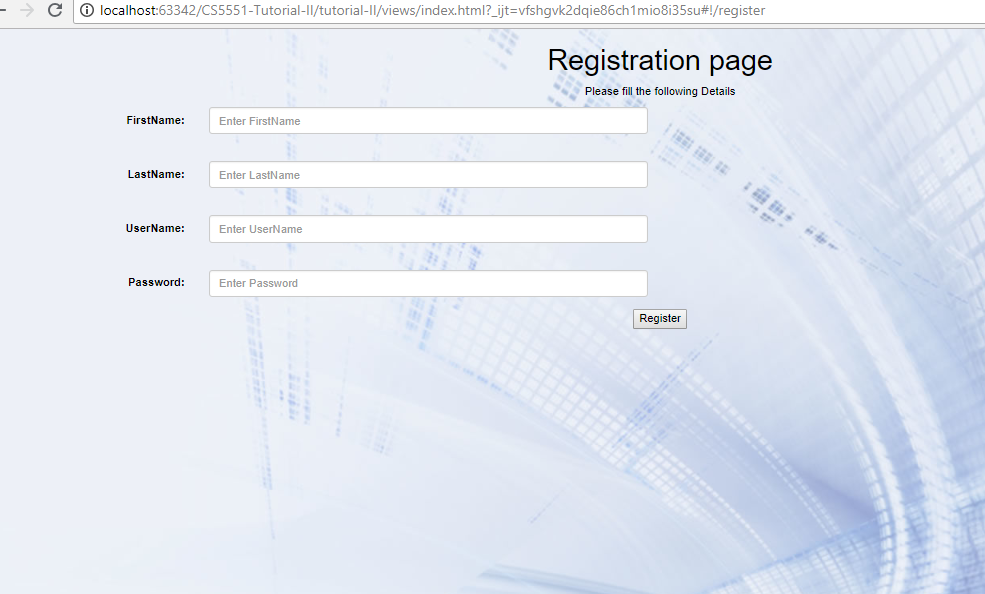 localhost:63342/CS5551-Tutorial-II/tutorial-II/views/index.html?_ijt=vfshgvk2dqie86ch1mio8i35su#!/register
Registration page
Please fill the following Details
FirstName: Enter FirstName
LastName: Enter LastName
UserName: Enter UserName
Password: Enter Password
Register